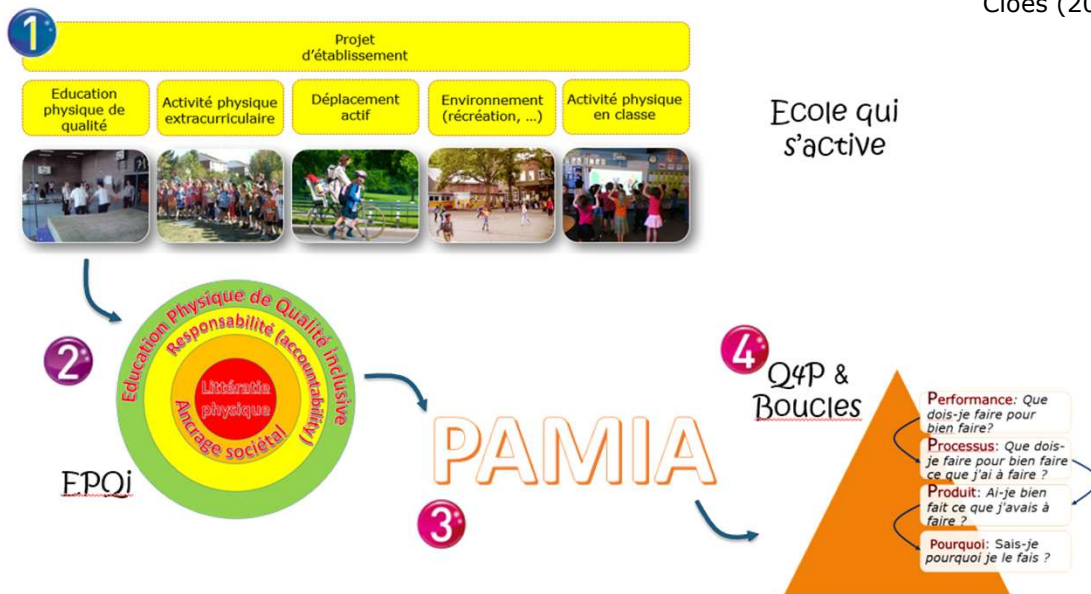 Cloes (20
1
Projet
d'établissement
Education
physique de
qualité
Activité physique
extracurriculaire
Déplacement
actif
Environnement
(récréation, ...)
Activité physique
en classe
Ecole qui
s'active
2
Education Physique de Qualité inclusive
Responsabilité (accountability)
Ancrage sociétal
Littératie
physique
EPQi
PAMIA
3
4
Q4P &
Boucles
Performance: Que
dois-je faire pour
bien faire?
Processus: Que dois-
je faire pour bien faire
ce que j'ai à faire ?
Produit: Ai-je bien
fait ce que j'avais à
faire ?
Pourquoi: Sais-je
pourquoi je le fais ?